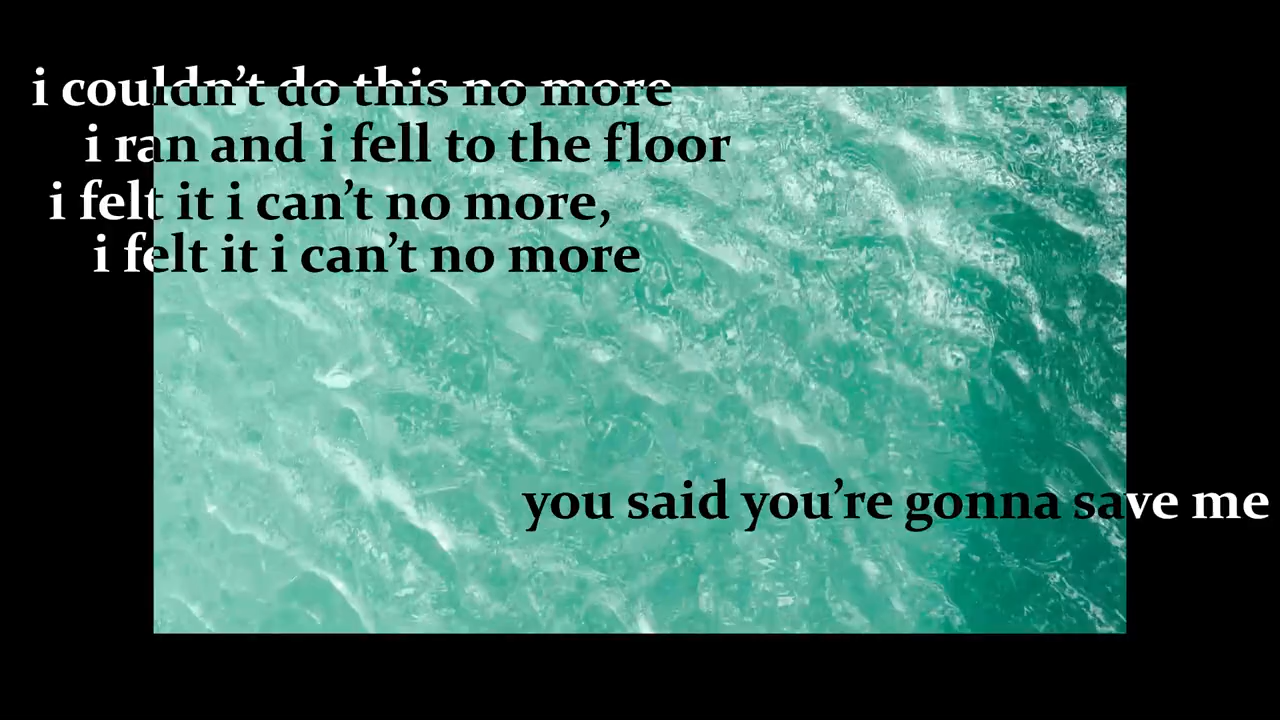 i couldn’t do this no more
i ran and i fell to the floor
i felt it i can’t no more,
i felt it i can’t no more
you said you’re gonna save me